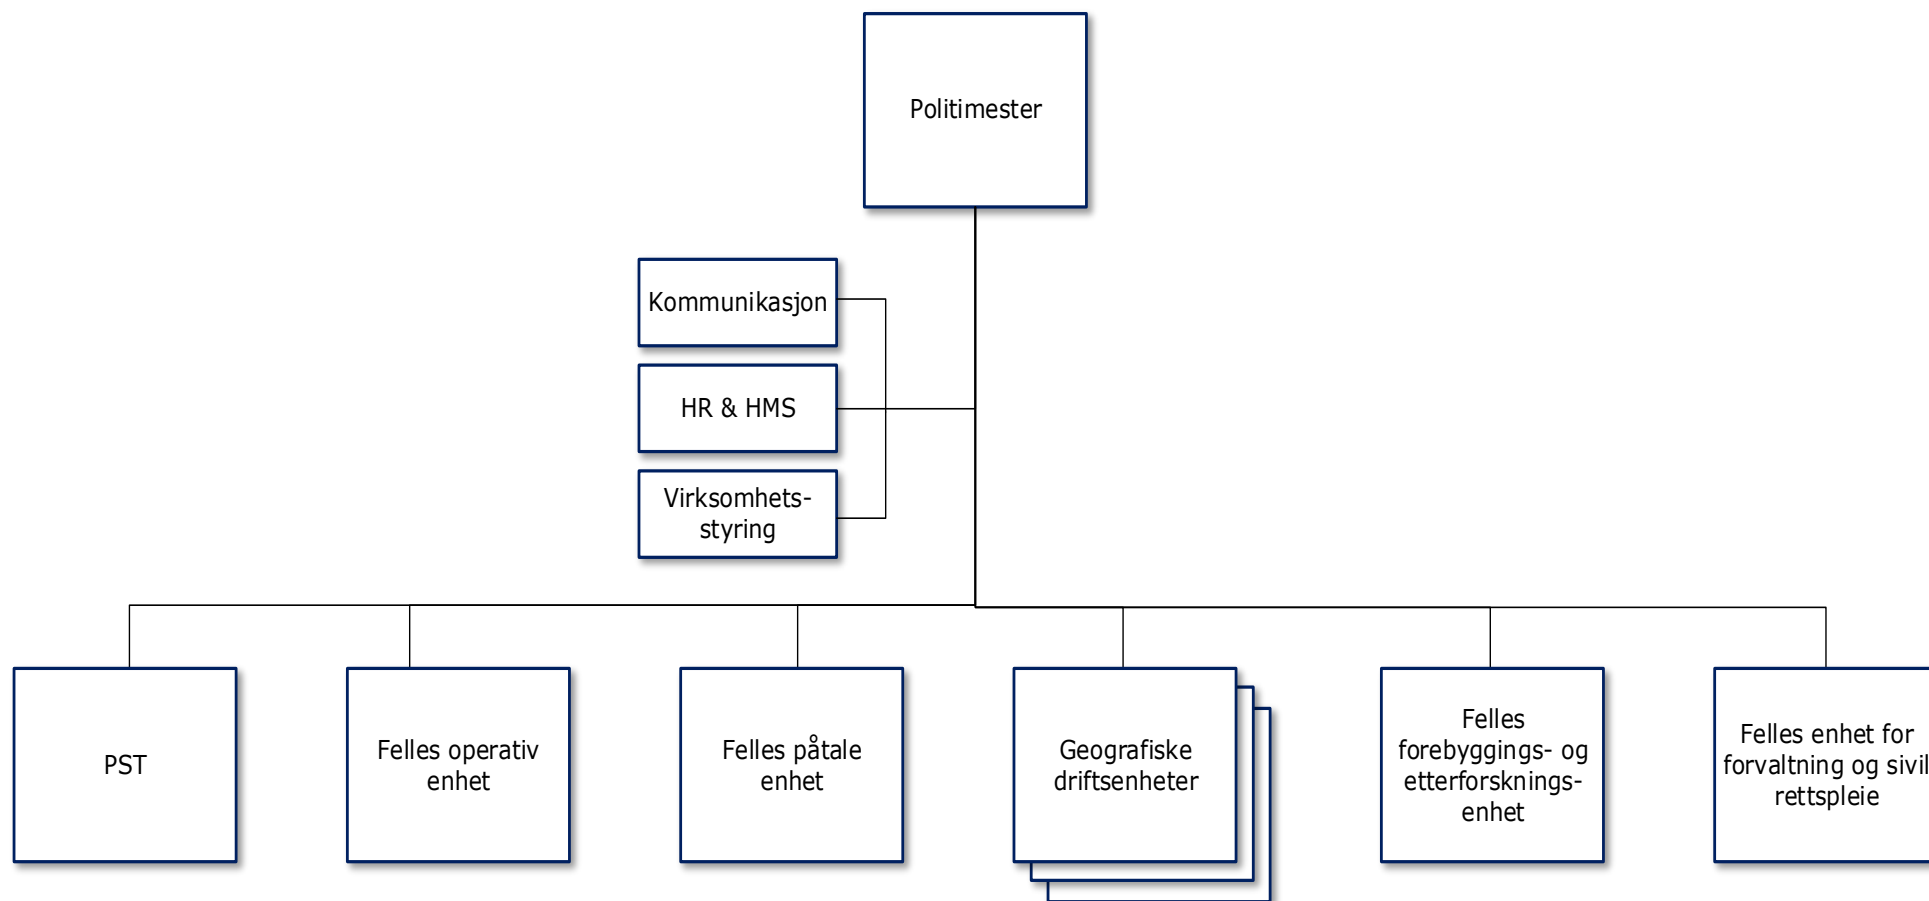 Politimester
Kommunikasjon
HR & HMS
Virksomhets-
styring
PST
Felles operativ
enhet
Felles påtale
enhet
Geografiske
driftsenheter
Felles
forebyggings- og
etterforsknings-
enhet
Felles enhet for
forvaltning og sivil
rettspleie